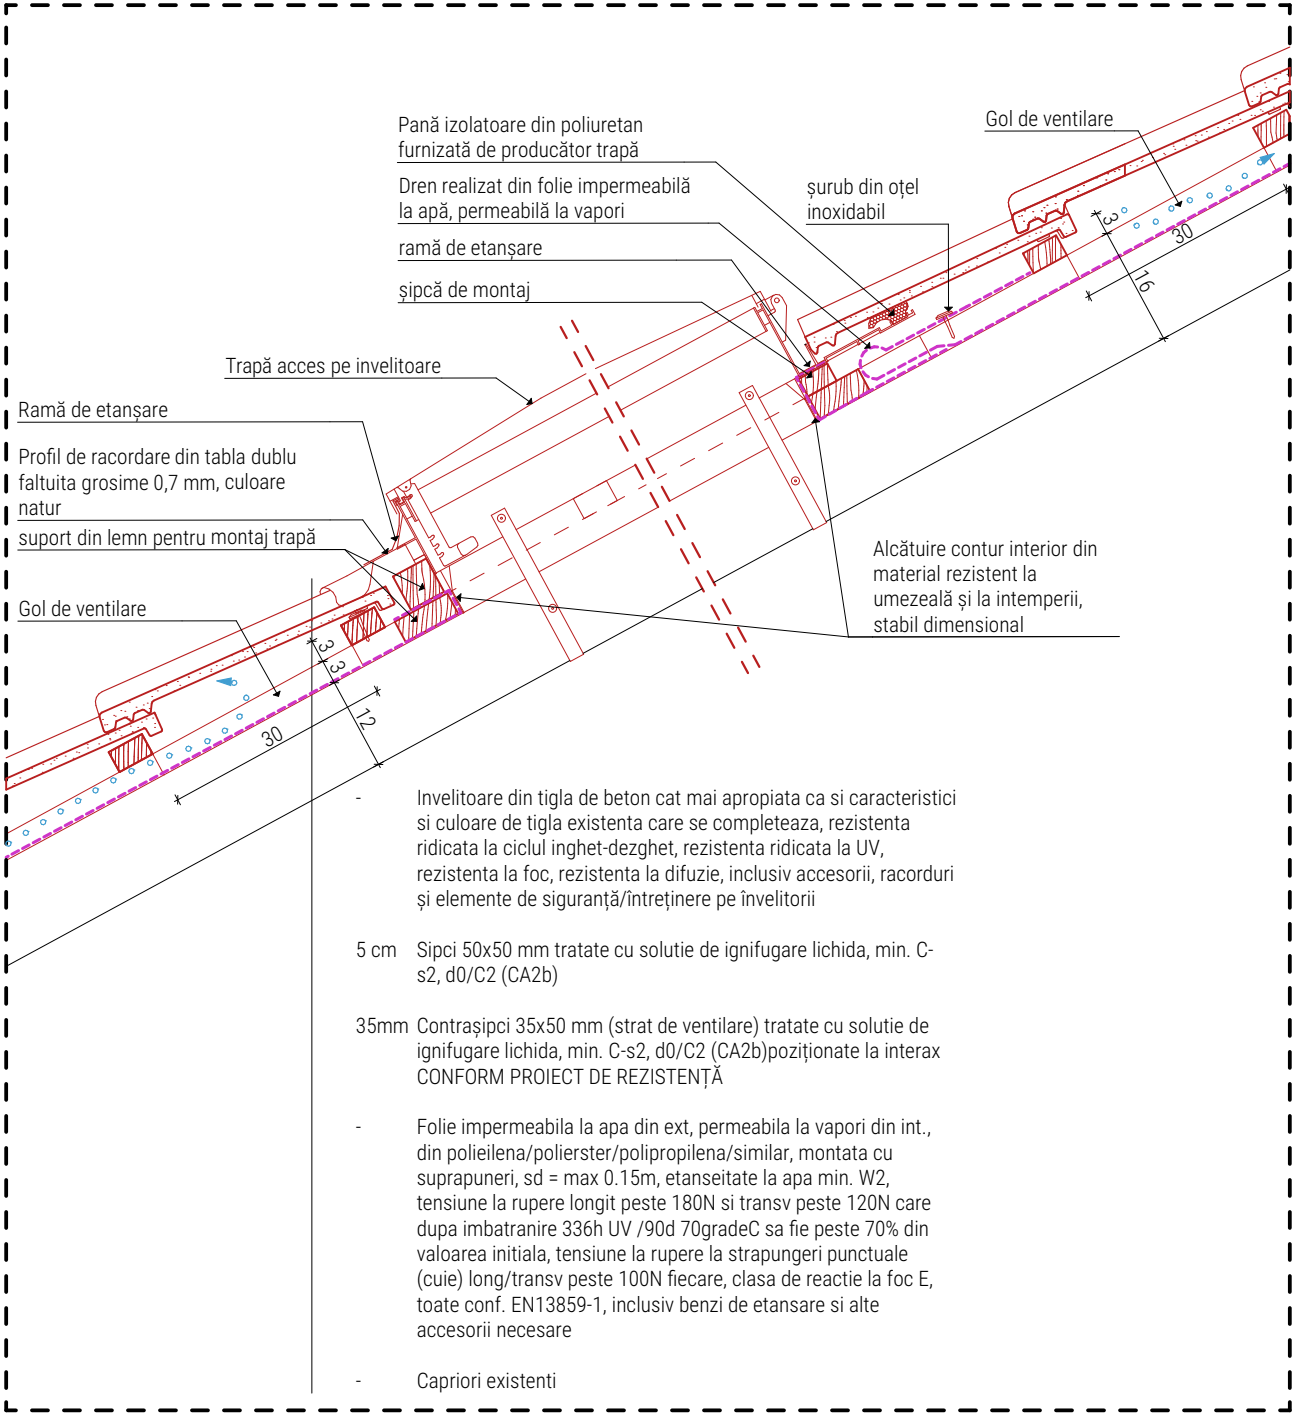 Pană izolatoare din poliuretan
furnizată de producător trapă
Dren realizat din folie impermeabilă
la apă, permeabilă la vapori
ramă de etanșare
șipcă de montaj
șurub din oțel
inoxidabil
Gol de ventilare
3
30
16
Trapă acces pe invelitoare
Ramă de etanșare
Profil de racordare din tabla dublu
faltuita grosime 0,7 mm, culoare
natur
suport din lemn pentru montaj trapă
Gol de ventilare
Alcătuire contur interior din
material rezistent la
umezeală și la intemperii,
stabil dimensional
3
3
12
30
- Invelitoare din tigla de beton cat mai apropiata ca si caracteristici
si culoare de tigla existenta care se completeaza, rezistenta
ridicata la ciclul inghet-dezghet, rezistenta ridicata la UV,
rezistenta la foc, rezistenta la difuzie, inclusiv accesorii, racorduri
și elemente de siguranță/întreținere pe învelitorii
5 cm Sipci 50x50 mm tratate cu solutie de ignifugare lichida, min. C-
s2, d0/C2 (CA2b)
35mm Contrașipci 35x50 mm (strat de ventilare) tratate cu solutie de
ignifugare lichida, min. C-s2, d0/C2 (CA2b)poziționate la interax
CONFORM PROIECT DE REZISTENȚĂ
- Folie impermeabila la apa din ext, permeabila la vapori din int.,
din polieilena/polierster/polipropilena/similar, montata cu
suprapuneri, sd = max 0.15m, etanseitate la apa min. W2,
tensiune la rupere longit peste 180N si transv peste 120N care
dupa imbatranire 336h UV /90d 70gradeC sa fie peste 70% din
valoarea initiala, tensiune la rupere la strapungeri punctuale
(cuie) long/transv peste 100N fiecare, clasa de reactie la foc E,
toate conf. EN13859-1, inclusiv benzi de etansare si alte
accesorii necesare
- Capriori existenti